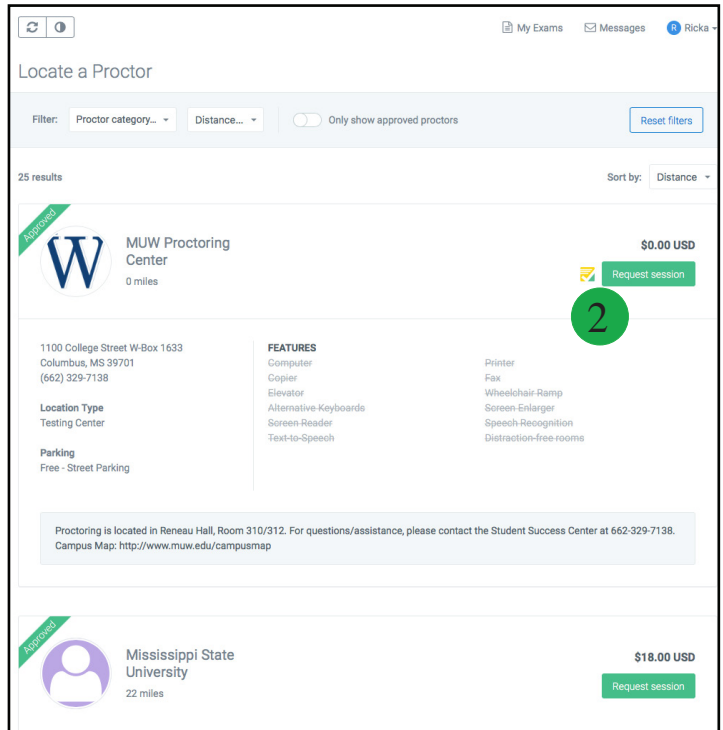 My Exams Messages R Ricka
Locate a Proctor
Filter: Proctor category... Distance... Only show approved proctors Reset filters
25 results Sort by: Distance
Approved
W
MUW Proctoring
Center
0 miles
$0.00 USD
Request session
2
1100 College Street W-Box 1633
Columbus, MS 39701
(662) 329-7138
Location Type
Testing Center
Parking
Free - Street Parking
FEATURES
Computer
Copier
Elevator
Alternative Keyboards
Screen Reader
Text-to-Speech
Printer
Fax
Wheelchair Ramp
Screen Enlarger
Speech Recognition
Distraction-free rooms
Proctoring is located in Reneau Hall, Room 310/312. For questions/assistance, please contact the Student Success Center at 662-329-7138.
Campus Map: http://www.muw.edu/campusmap
Approved
Mississippi State
University
22 miles
$18.00 USD
Request session